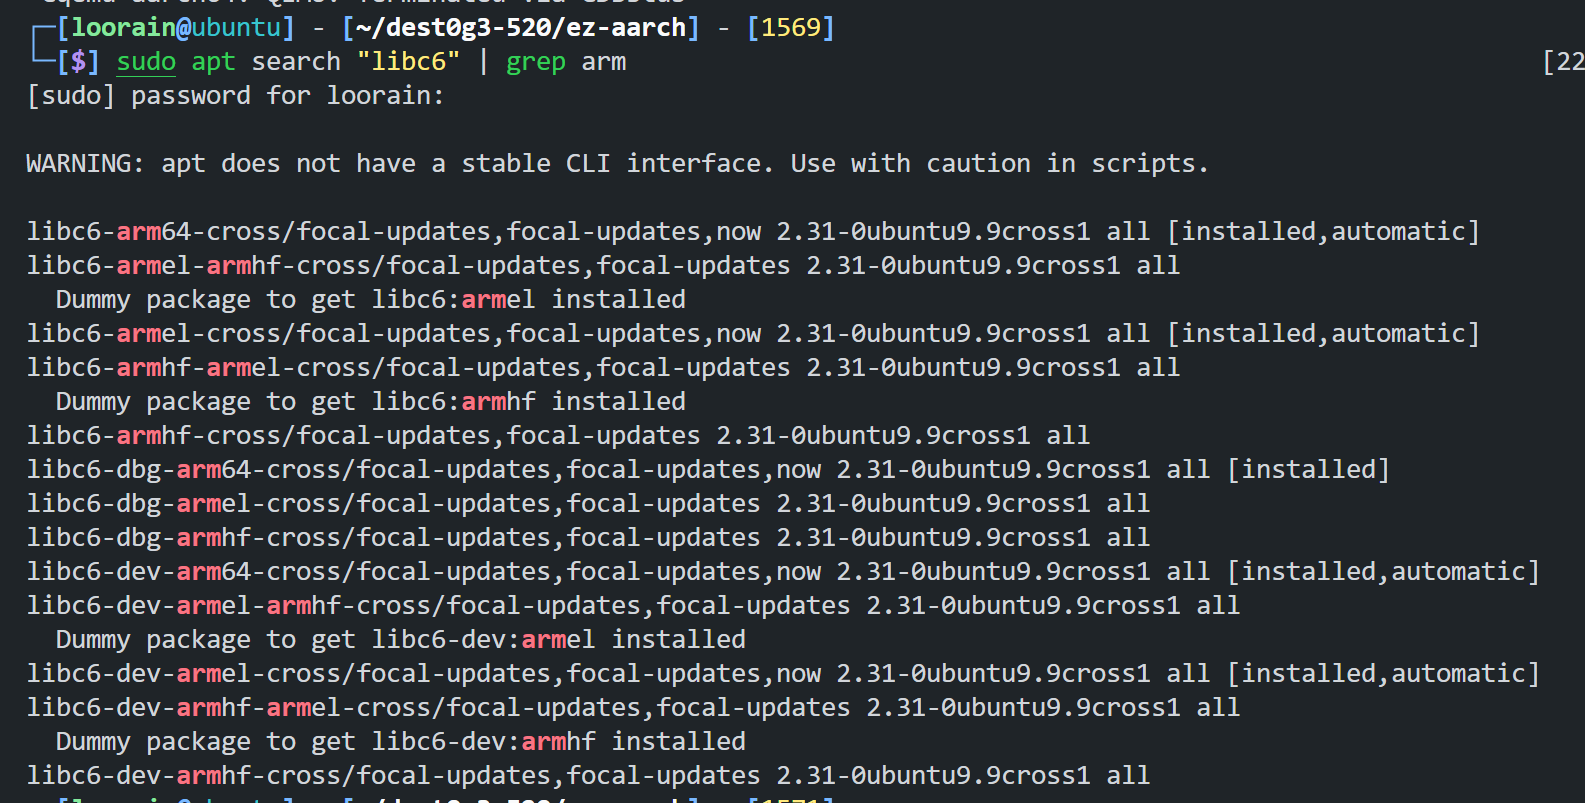 [loorain@ubuntu] - [~/dest0g3-520/ez-aarch] - [1569]
[$] sudo apt search "libc6" | grep arm [22
[sudo] password for loorain:
WARNING: apt does not have a stable CLI interface. Use with caution in scripts.
libc6-arm64-cross/focal-updates,focal-updates,now 2.31-0ubuntu9.9cross1 all [installed,automatic]
libc6-armel-armhf-cross/focal-updates,focal-updates 2.31-0ubuntu9.9cross1 all
Dummy package to get libc6:armel installed
libc6-armel-cross/focal-updates,focal-updates,now 2.31-0ubuntu9.9cross1 all [installed,automatic]
libc6-armhf-armel-cross/focal-updates,focal-updates 2.31-0ubuntu9.9cross1 all
Dummy package to get libc6:armhf installed
libc6-armhf-cross/focal-updates,focal-updates 2.31-0ubuntu9.9cross1 all
libc6-dbg-arm64-cross/focal-updates,focal-updates,now 2.31-0ubuntu9.9cross1 all [installed]
libc6-dbg-armel-cross/focal-updates,focal-updates 2.31-0ubuntu9.9cross1 all
libc6-dbg-armhf-cross/focal-updates,focal-updates 2.31-0ubuntu9.9cross1 all
libc6-dev-arm64-cross/focal-updates,focal-updates,now 2.31-0ubuntu9.9cross1 all [installed,automatic]
libc6-dev-armel-armhf-cross/focal-updates,focal-updates 2.31-0ubuntu9.9cross1 all
Dummy package to get libc6-dev:armel installed
libc6-dev-armel-cross/focal-updates,focal-updates,now 2.31-0ubuntu9.9cross1 all [installed,automatic]
libc6-dev-armhf-armel-cross/focal-updates,focal-updates 2.31-0ubuntu9.9cross1 all
Dummy package to get libc6-dev:armhf installed
libc6-dev-armhf-cross/focal-updates,focal-updates 2.31-0ubuntu9.9cross1 all